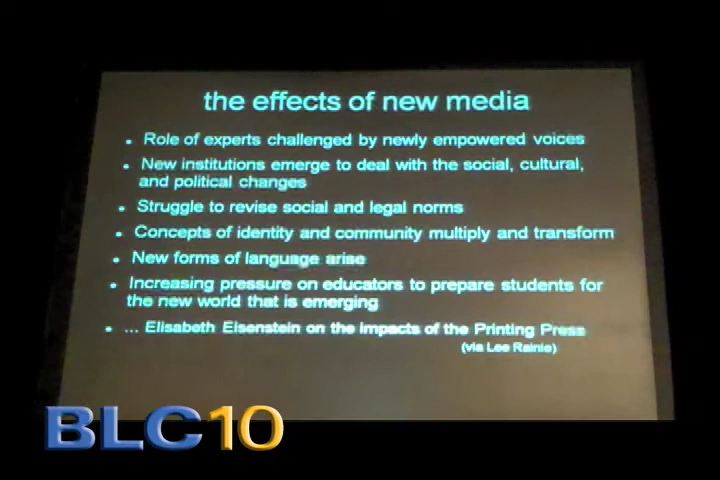 the effects of new media
• Role of experts challenged by newly empowered voices
• New institutions emerge to deal with the social, cultural,
and political changes
• Struggle to revise social and legal norms
• Concepts of identity and community multiply and transform
• New forms of language arise
• Increasing pressure on educators to prepare students for
the new world that is emerging
• ... Elisabeth Eisenstein on the impacts of the Printing Press
(via Lee Rainie)
BLC10